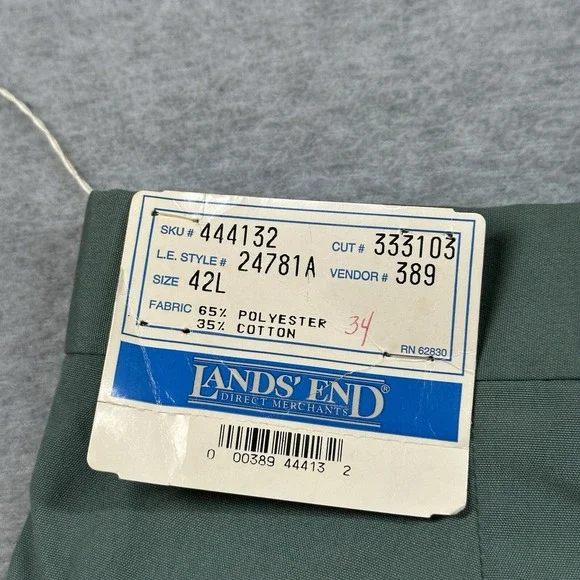 SKU # 444132 CUT # 333103
L.E. STYLE # 24781A VENDOR # 389
SIZE 42L
FABRIC 65% POLYESTER
35% COTTON 34
RN 62830
LANDS' END®
DIRECT MERCHANTS
0 00389 44413 2